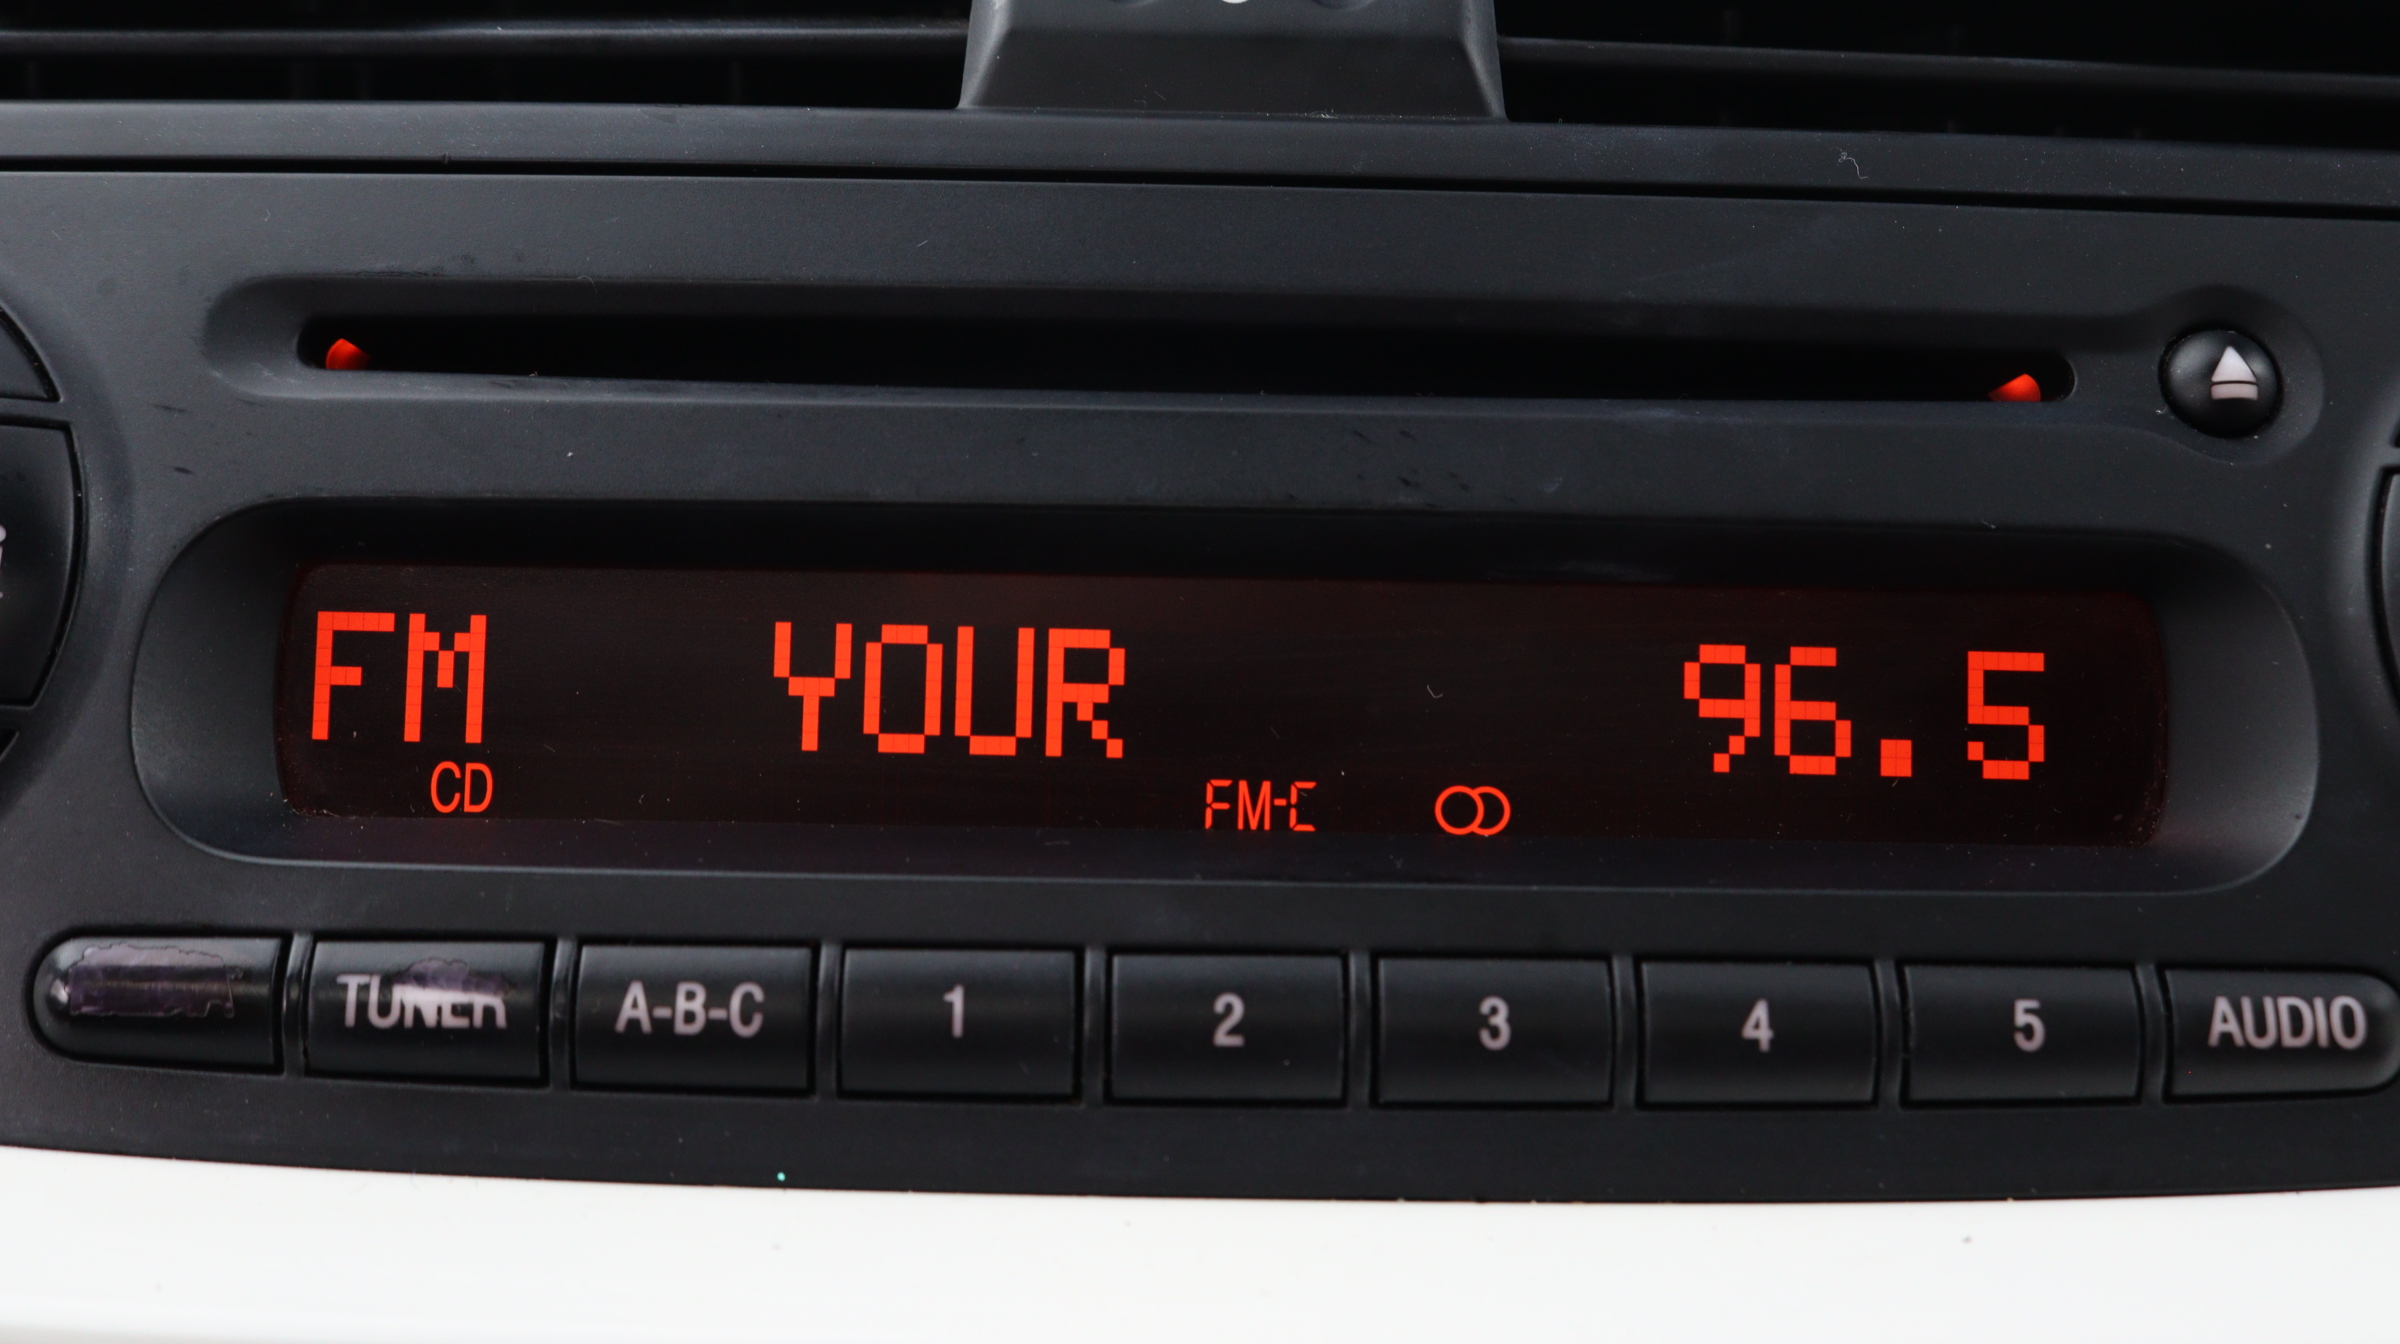 FM YOUR 96.5
CD FM-C
TUNER A-B-C 1 2 3 4 5 AUDIO